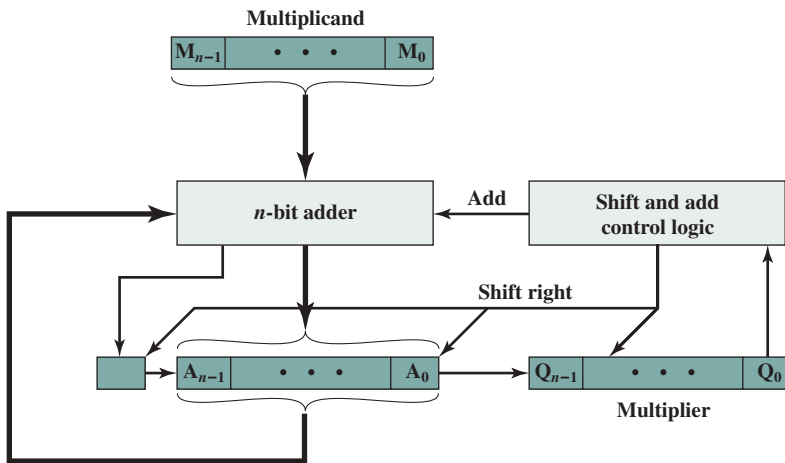 Multiplicand
Mn–1 • • • M0
n-bit adder
Add
Shift and add
control logic
Shift right
An–1 • • • A0
Qn–1 • • • Q0
Multiplier